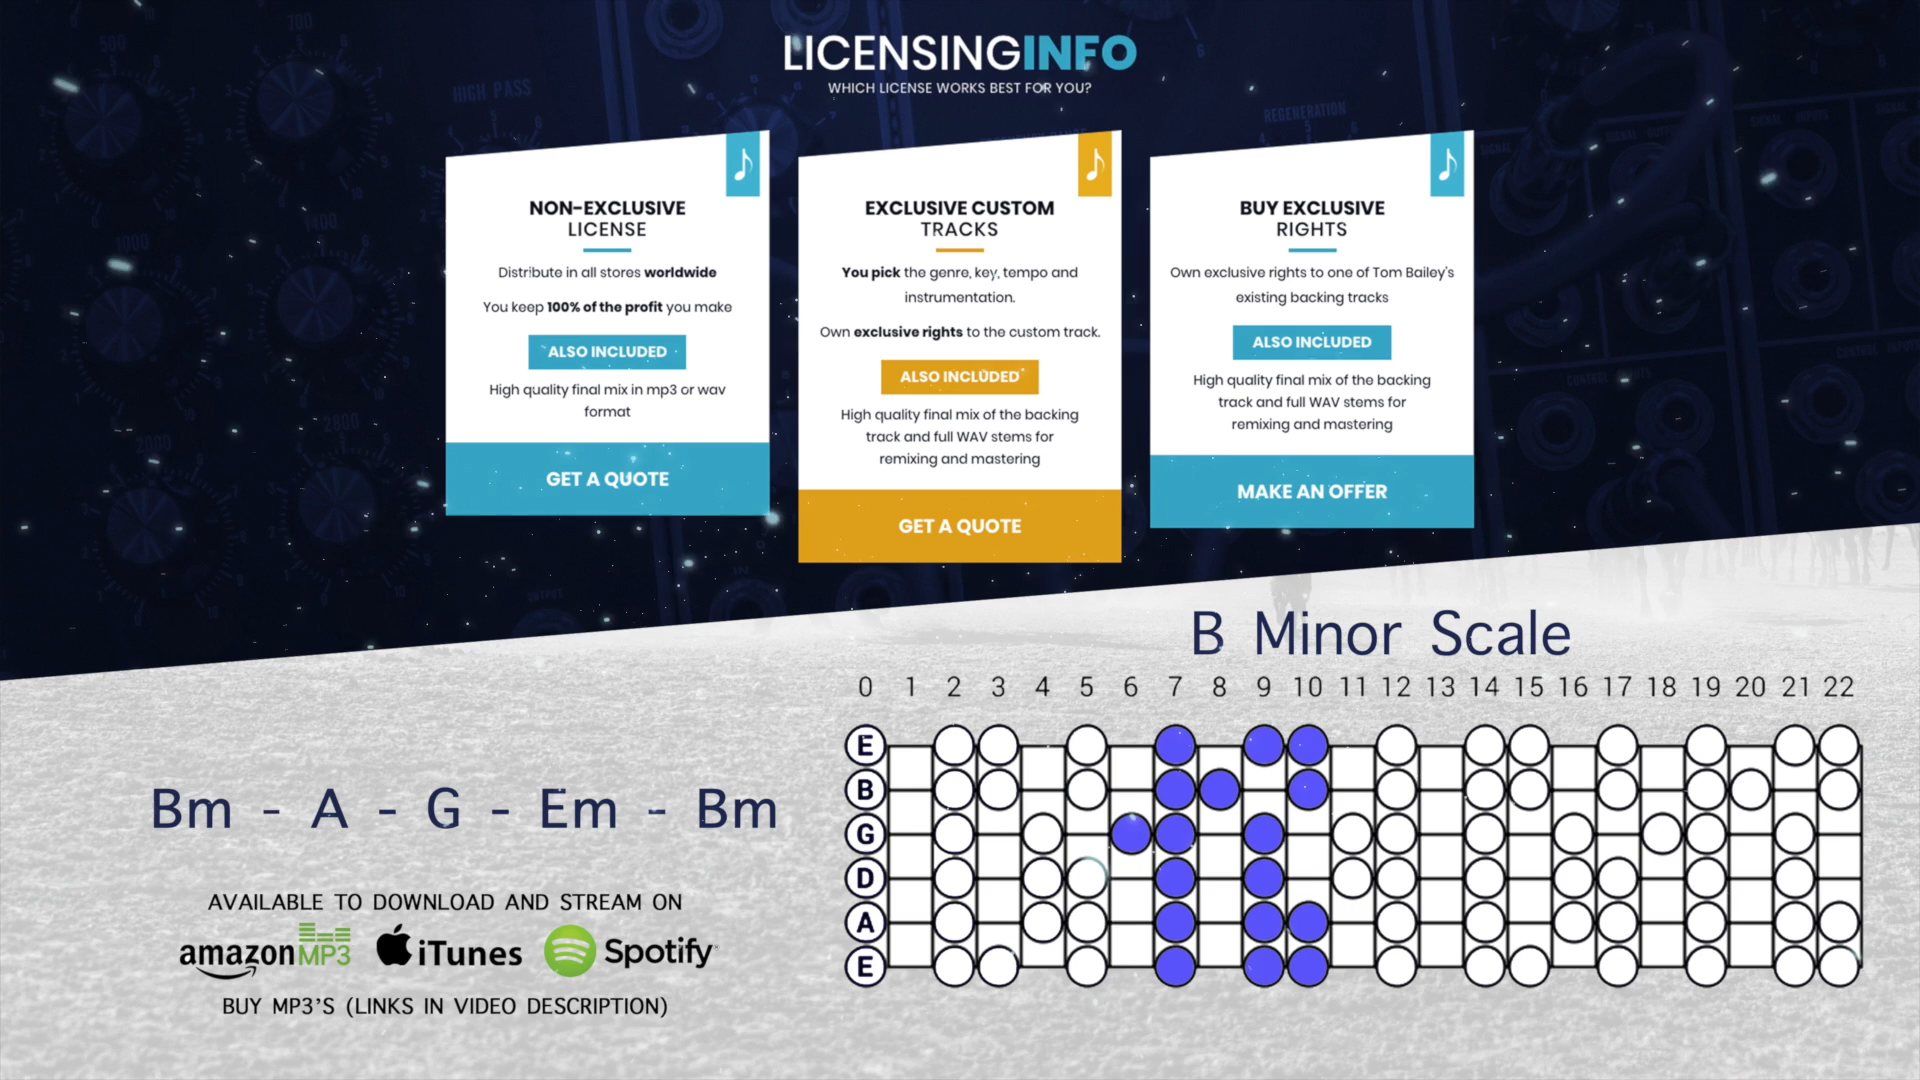 LICENSINGINFO
WHICH LICENSE WORKS BEST FOR YOU?
HIGH PASS
REGENERATION
NON-EXCLUSIVE
LICENSE
Distribute in all stores worldwide
You keep 100% of the profit you make
ALSO INCLUDED
High quality final mix in mp3 or wav
format
GET A QUOTE
EXCLUSIVE CUSTOM
TRACKS
You pick the genre, key, tempo and
instrumentation.
Own exclusive rights to the custom track.
ALSO INCLUDED
High quality final mix of the backing
track and full WAV stems for
remixing and mastering
GET A QUOTE
BUY EXCLUSIVE
RIGHTS
Own exclusive rights to one of Tom Bailey's
existing backing tracks
ALSO INCLUDED
High quality final mix of the backing
track and full WAV stems for
remixing and mastering
MAKE AN OFFER
B Minor Scale
0 1 2 3 4 5 6 7 8 9 10 11 12 13 14 15 16 17 18 19 20 21 22
E
B
G
D
A
E
Bm - A - G - Em - Bm
AVAILABLE TO DOWNLOAD AND STREAM ON
amazonMP3 iTunes Spotify
BUY MP3'S (LINKS IN VIDEO DESCRIPTION)